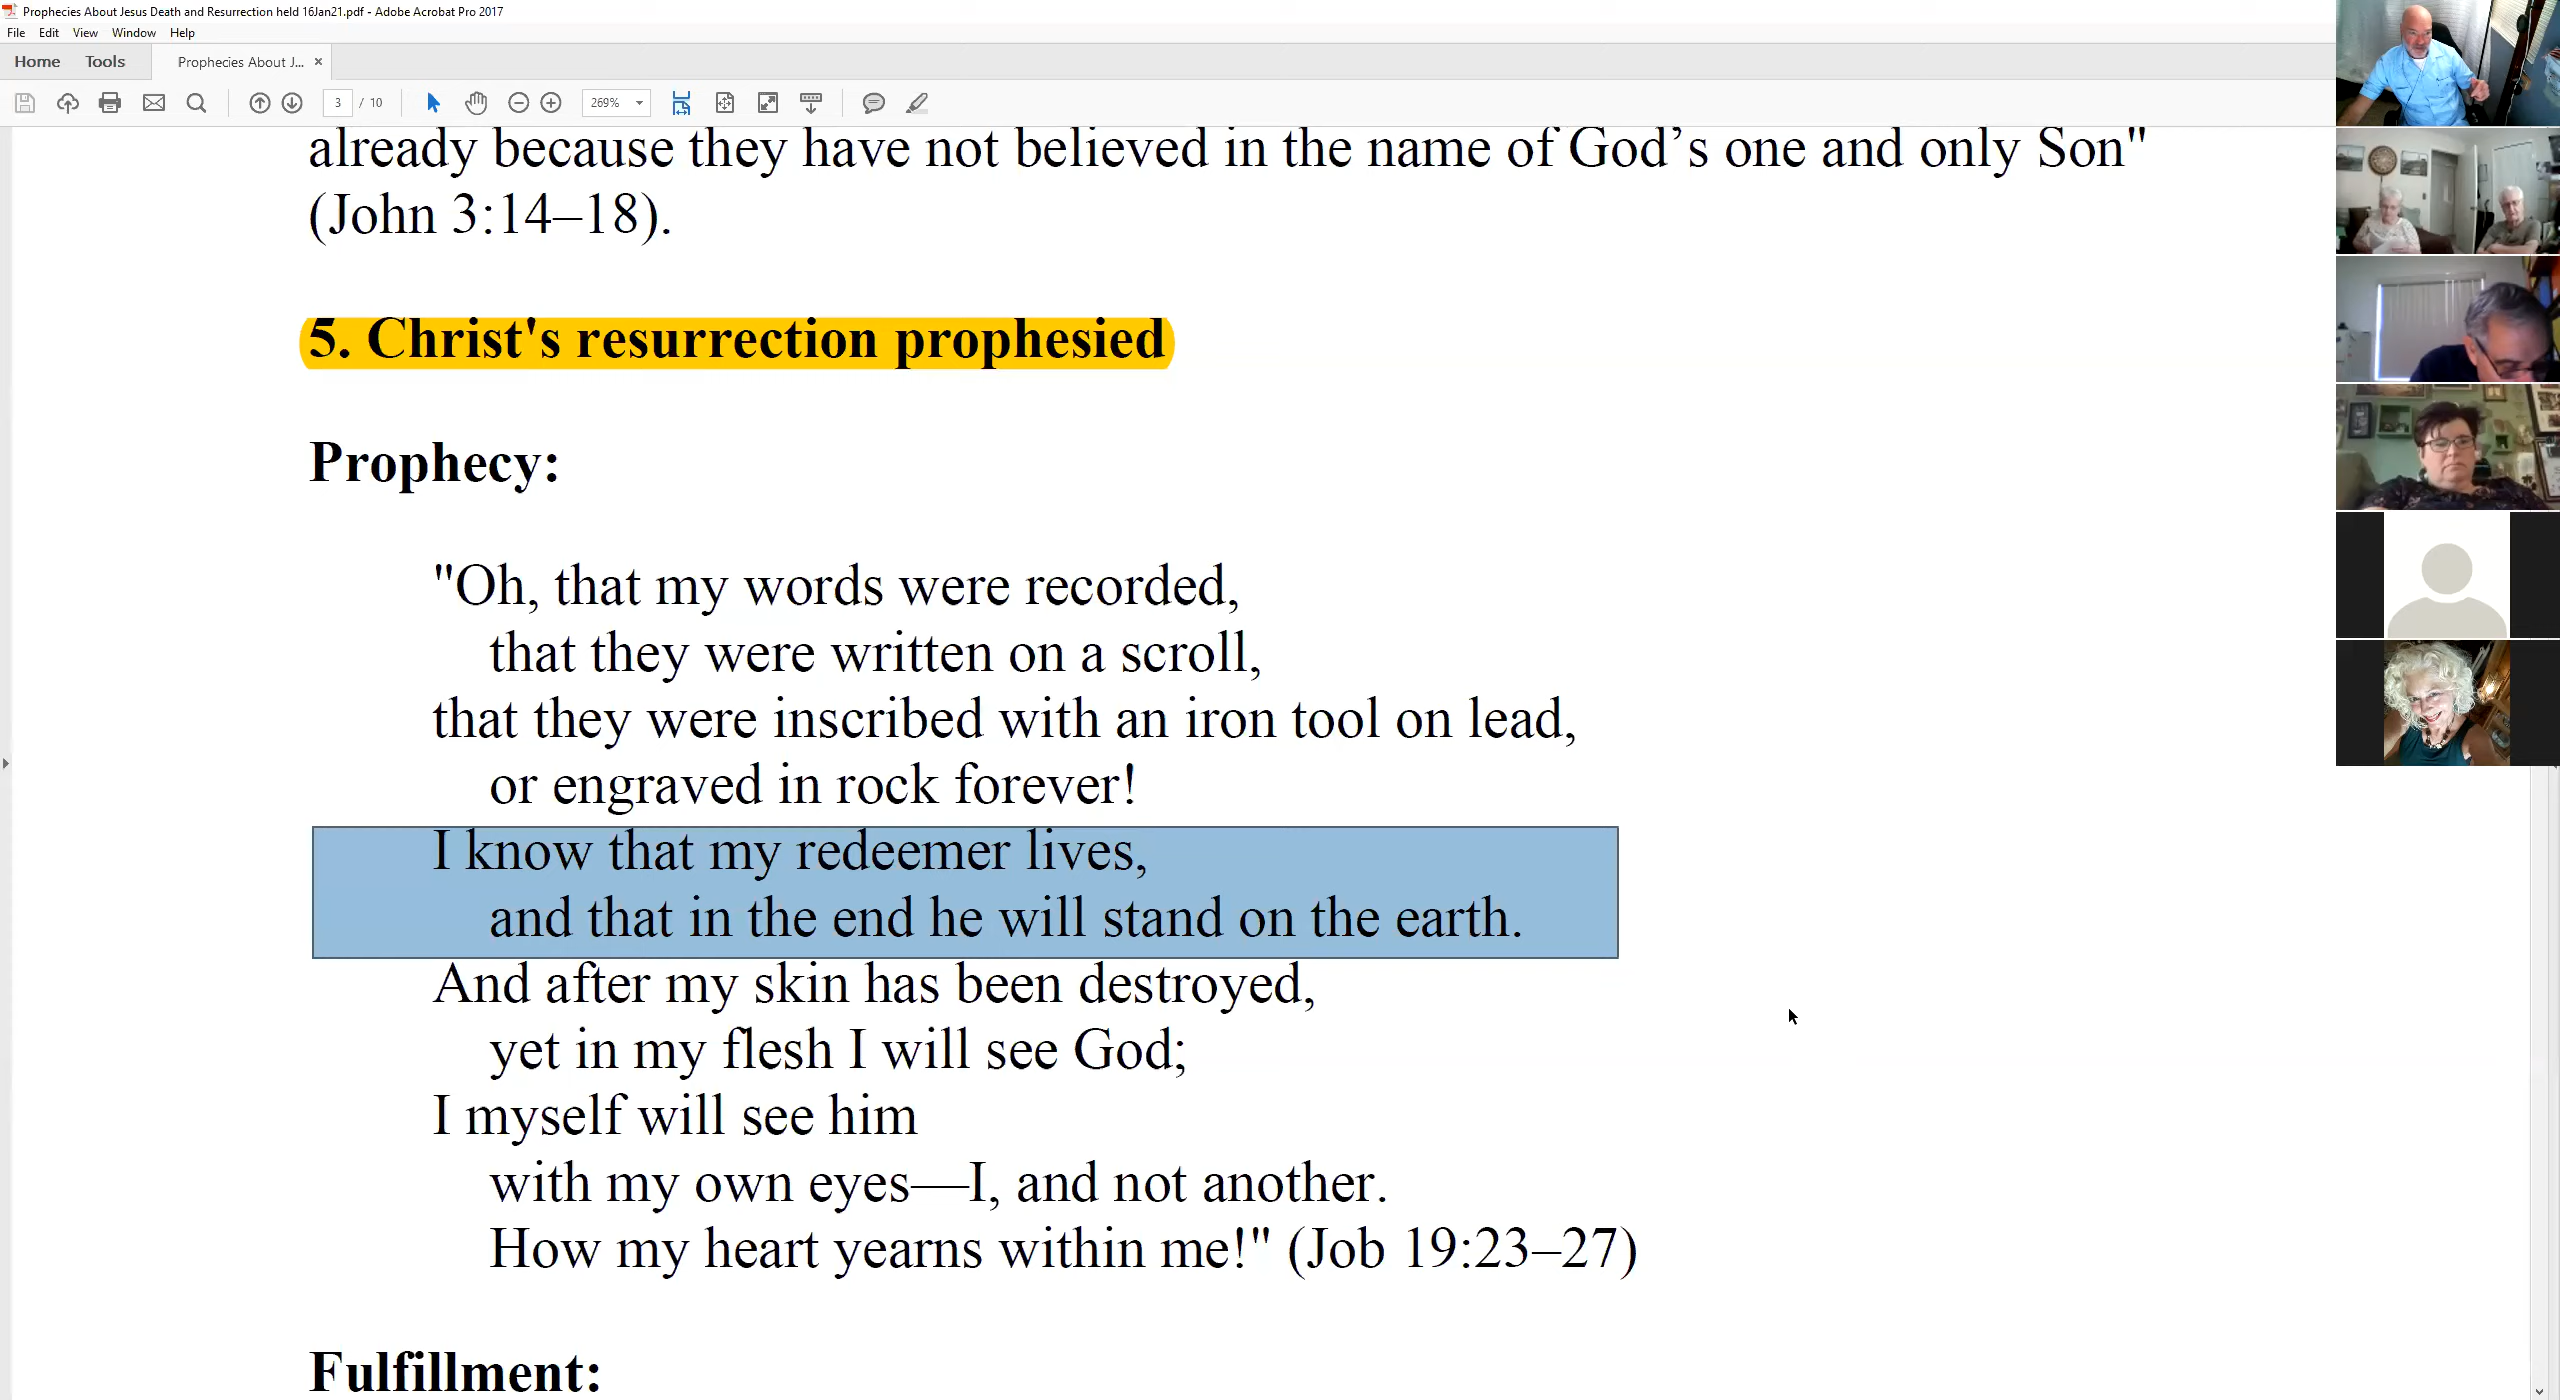 Prophecies About Jesus Death and Resurrection held 16Jan21.pdf - Adobe Acrobat Pro 2017
File Edit View Window Help
Home Tools Prophecies About J... ×
3 / 10 269%
already because they have not believed in the name of God’s one and only Son"
(John 3:14–18).
5. Christ's resurrection prophesied
Prophecy:
"Oh, that my words were recorded,
that they were written on a scroll,
that they were inscribed with an iron tool on lead,
or engraved in rock forever!
I know that my redeemer lives,
and that in the end he will stand on the earth.
And after my skin has been destroyed,
yet in my flesh I will see God;
I myself will see him
with my own eyes—I, and not another.
How my heart yearns within me!" (Job 19:23–27)
Fulfillment: